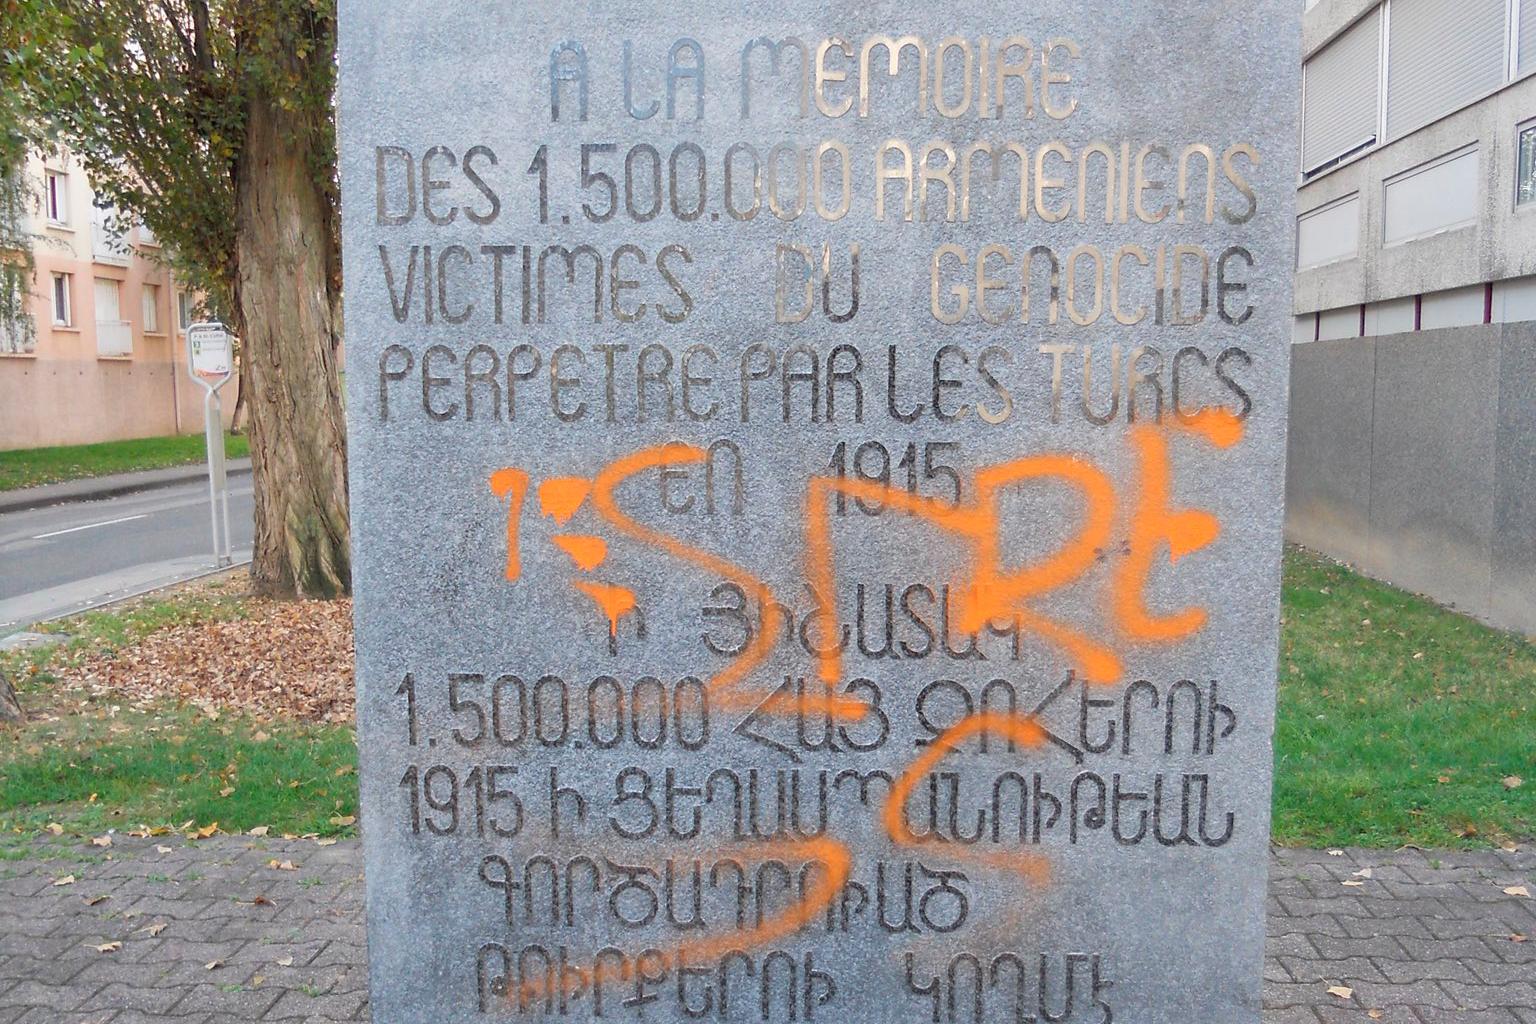 A LA MEMOIRE
DES 1.500.000 ARMENIENS
VICTIMES DU GENOCIDE
PERPETRE PAR LES TURCS
EN 1915
Ի ՅԻՇԱՏԱԿ
1.500.000 ՀԱՅ ԶՈՀԵՐՈՒ
1915 Ի ՑԵՂԱՍՊԱՆՈՒԹԵԱՆ
ԳՈՐԾԱԴՐՈՒԱԾ
ԹՈՒՐՔԵՐՈՒ ԿՈՂՄԷ